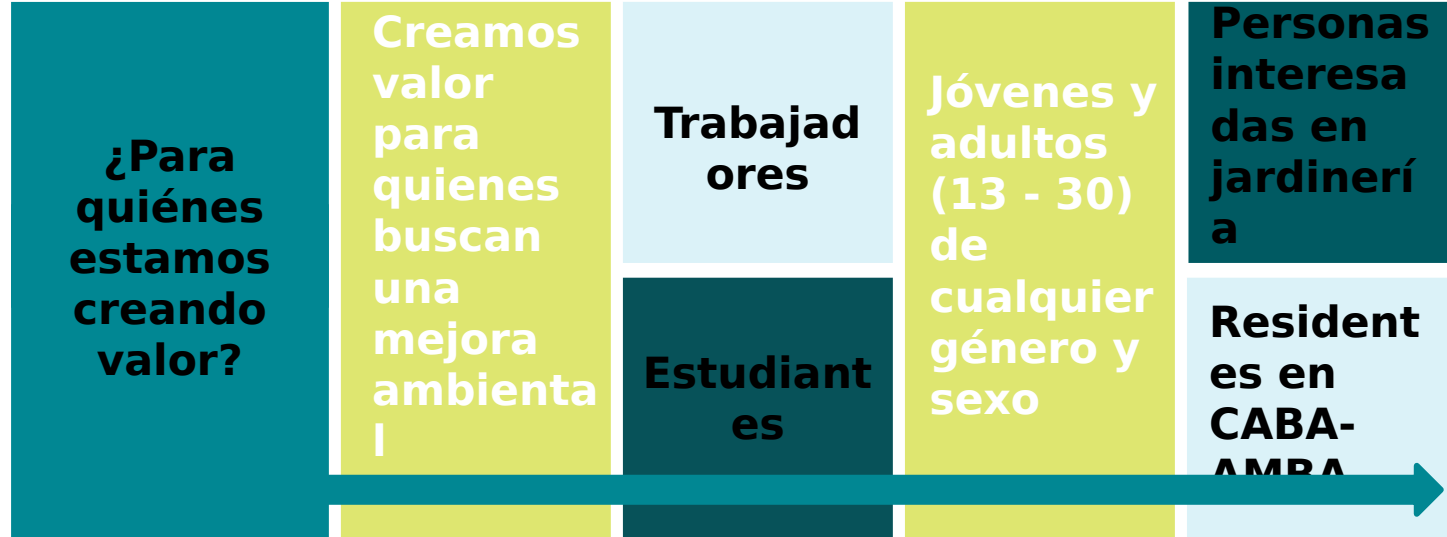 ¿Para
quiénes
estamos
creando
valor?
Creamos
valor
para
quienes
buscan
una
mejora
ambienta
l
Trabajad
ores
Estudiant
es
Jóvenes y
adultos
(13 - 30)
de
cualquier
género y
sexo
Personas
interesa
das en
jardinerí
a
Resident
es en
CABA-
AMBA